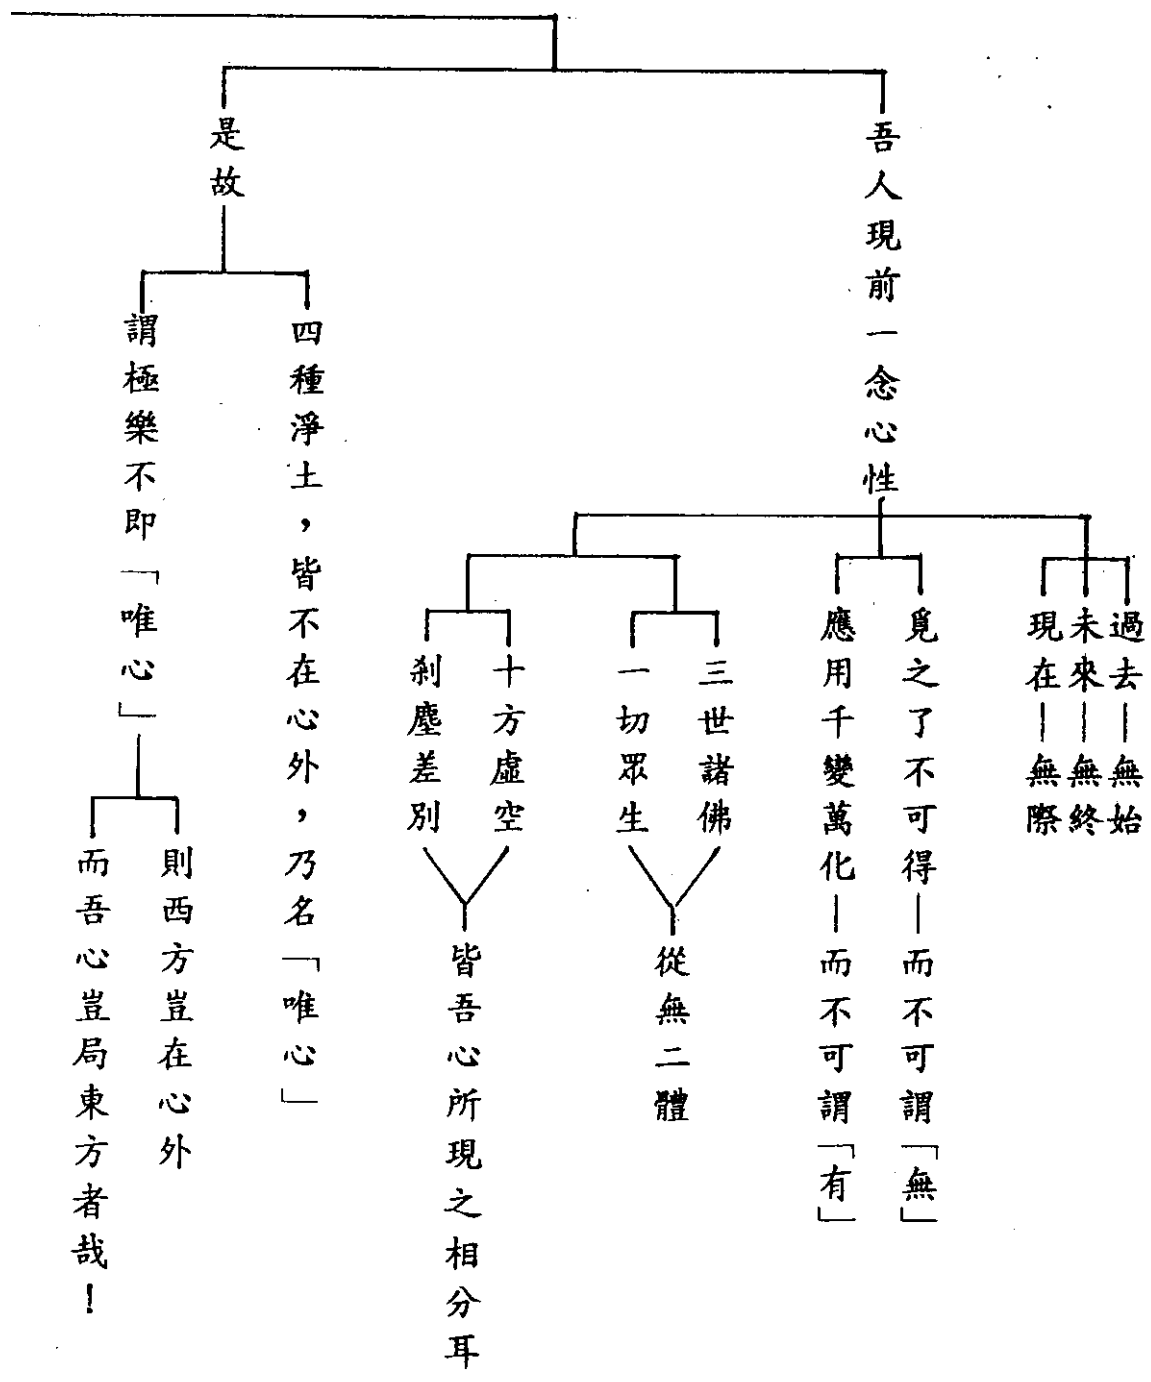 吾人現前一念心性
過去—無始
未來—無終
現在—無際
覓之了不可得—而不可謂「無」
應用千變萬化—而不可謂「有」
三世諸佛
一切眾生
從無二體
十方虛空
剎塵差別
皆吾心所現之相分耳
是故
四種淨土，皆不在心外，乃名「唯心」
謂極樂不即「唯心」
則西方豈在心外
而吾心豈局東方者哉！